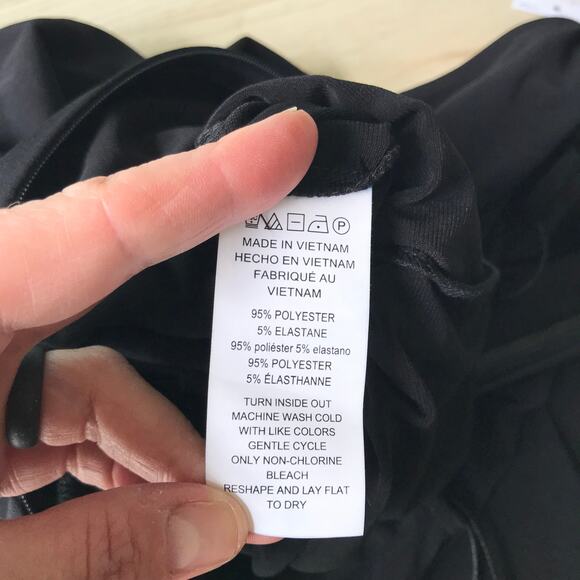 P
MADE IN VIETNAM
HECHO EN VIETNAM
FABRIQUÉ AU
VIETNAM
95% POLYESTER
5% ELASTANE
95% poliéster 5% elastano
95% POLYESTER
5% ÉLASTHANNE
TURN INSIDE OUT
MACHINE WASH COLD
WITH LIKE COLORS
GENTLE CYCLE
ONLY NON-CHLORINE
BLEACH
RESHAPE AND LAY FLAT
TO DRY